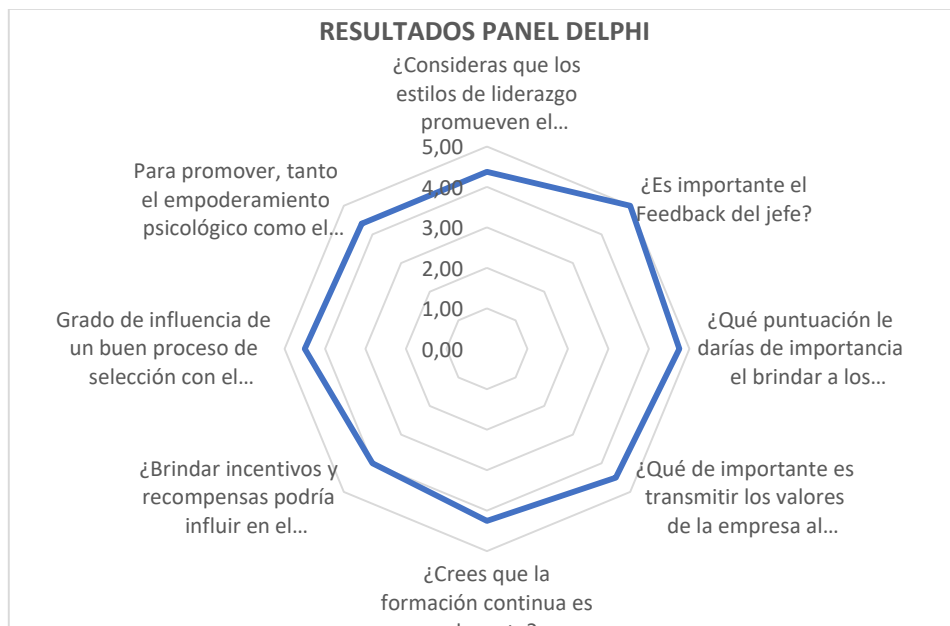 RESULTADOS PANEL DELPHI
¿Consideras que los
estilos de liderazgo
promueven el...
5,00
4,00
3,00
2,00
1,00
0,00
¿Es importante el
Feedback del jefe?
¿Qué puntuación le
darías de importancia
el brindar a los...
¿Qué de importante es
transmitir los valores
de la empresa al...
¿Crees que la
formación continua es
¿Brindar incentivos y
recompensas podría
influir en el...
Grado de influencia de
un buen proceso de
selección con el...
Para promover, tanto
el empoderamiento
psicológico como el...